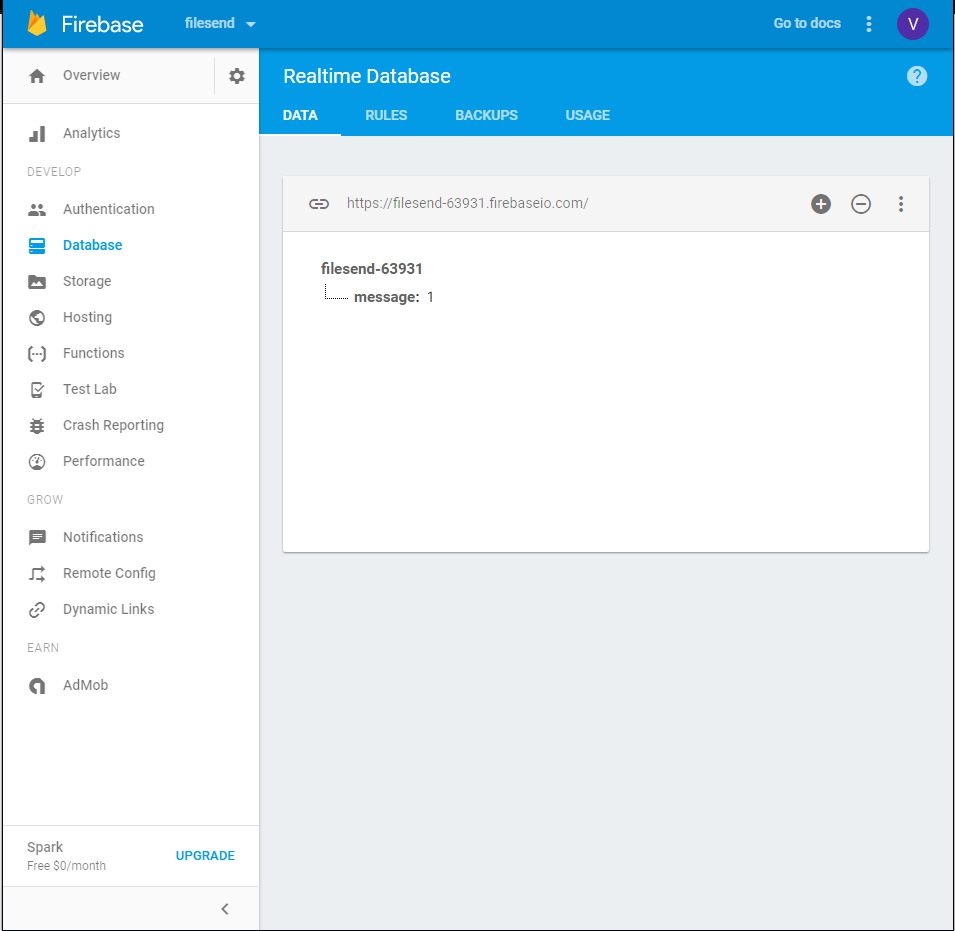 Firebase
filesend
Go to docs
V
Overview
Realtime Database
?
DATA RULES BACKUPS USAGE
Analytics
DEVELOP
Authentication
Database
Storage
Hosting
Functions
Test Lab
Crash Reporting
Performance
GROW
Notifications
Remote Config
Dynamic Links
EARN
AdMob
Spark
Free $0/month
UPGRADE
https://filesend-63931.firebaseio.com/
filesend-63931
message: 1